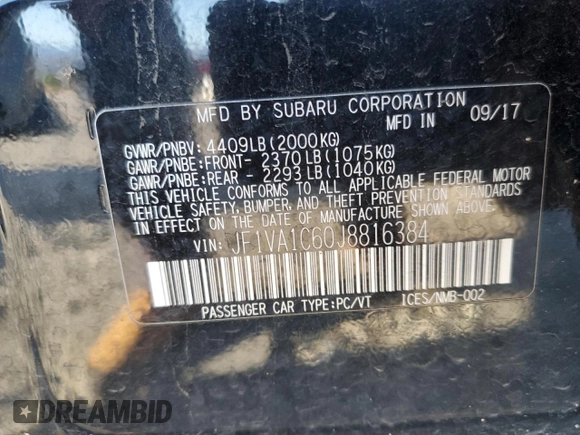 MFD BY SUBARU CORPORATION
MFD IN 09/17
GVWR/PNBV: 4409LB(2000KG)
GAWR/PNBE:FRONT- 2370LB(1075KG)
GAWR/PNBE:REAR - 2293LB(1040KG)
THIS VEHICLE CONFORMS TO ALL APPLICABLE FEDERAL MOTOR
VEHICLE SAFETY, BUMPER, AND THEFT PREVENTION STANDARDS
IN EFFECT ON THE DATE OF MANUFACTURE SHOWN ABOVE.
VIN: JF1VA1C60J8816384
PASSENGER CAR TYPE:PC/VT ICES/NMB-002
DREAMBID